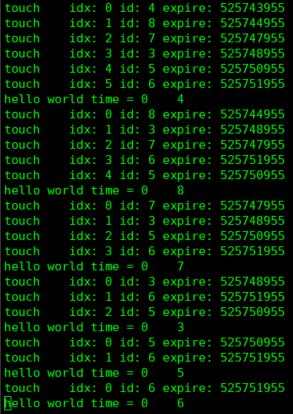 touch    idx: 0 id: 4 expire: 525743955
touch    idx: 1 id: 8 expire: 525744955
touch    idx: 2 id: 7 expire: 525747955
touch    idx: 3 id: 3 expire: 525748955
touch    idx: 4 id: 5 expire: 525750955
touch    idx: 5 id: 6 expire: 525751955
hello world time = 0    4
touch    idx: 0 id: 8 expire: 525744955
touch    idx: 1 id: 3 expire: 525748955
touch    idx: 2 id: 7 expire: 525747955
touch    idx: 3 id: 6 expire: 525751955
touch    idx: 4 id: 5 expire: 525750955
hello world time = 0    8
touch    idx: 0 id: 7 expire: 525747955
touch    idx: 1 id: 3 expire: 525748955
touch    idx: 2 id: 5 expire: 525750955
touch    idx: 3 id: 6 expire: 525751955
hello world time = 0    7
touch    idx: 0 id: 3 expire: 525748955
touch    idx: 1 id: 6 expire: 525751955
touch    idx: 2 id: 5 expire: 525750955
hello world time = 0    3
touch    idx: 0 id: 5 expire: 525750955
touch    idx: 1 id: 6 expire: 525751955
hello world time = 0    5
touch    idx: 0 id: 6 expire: 525751955
hello world time = 0    6